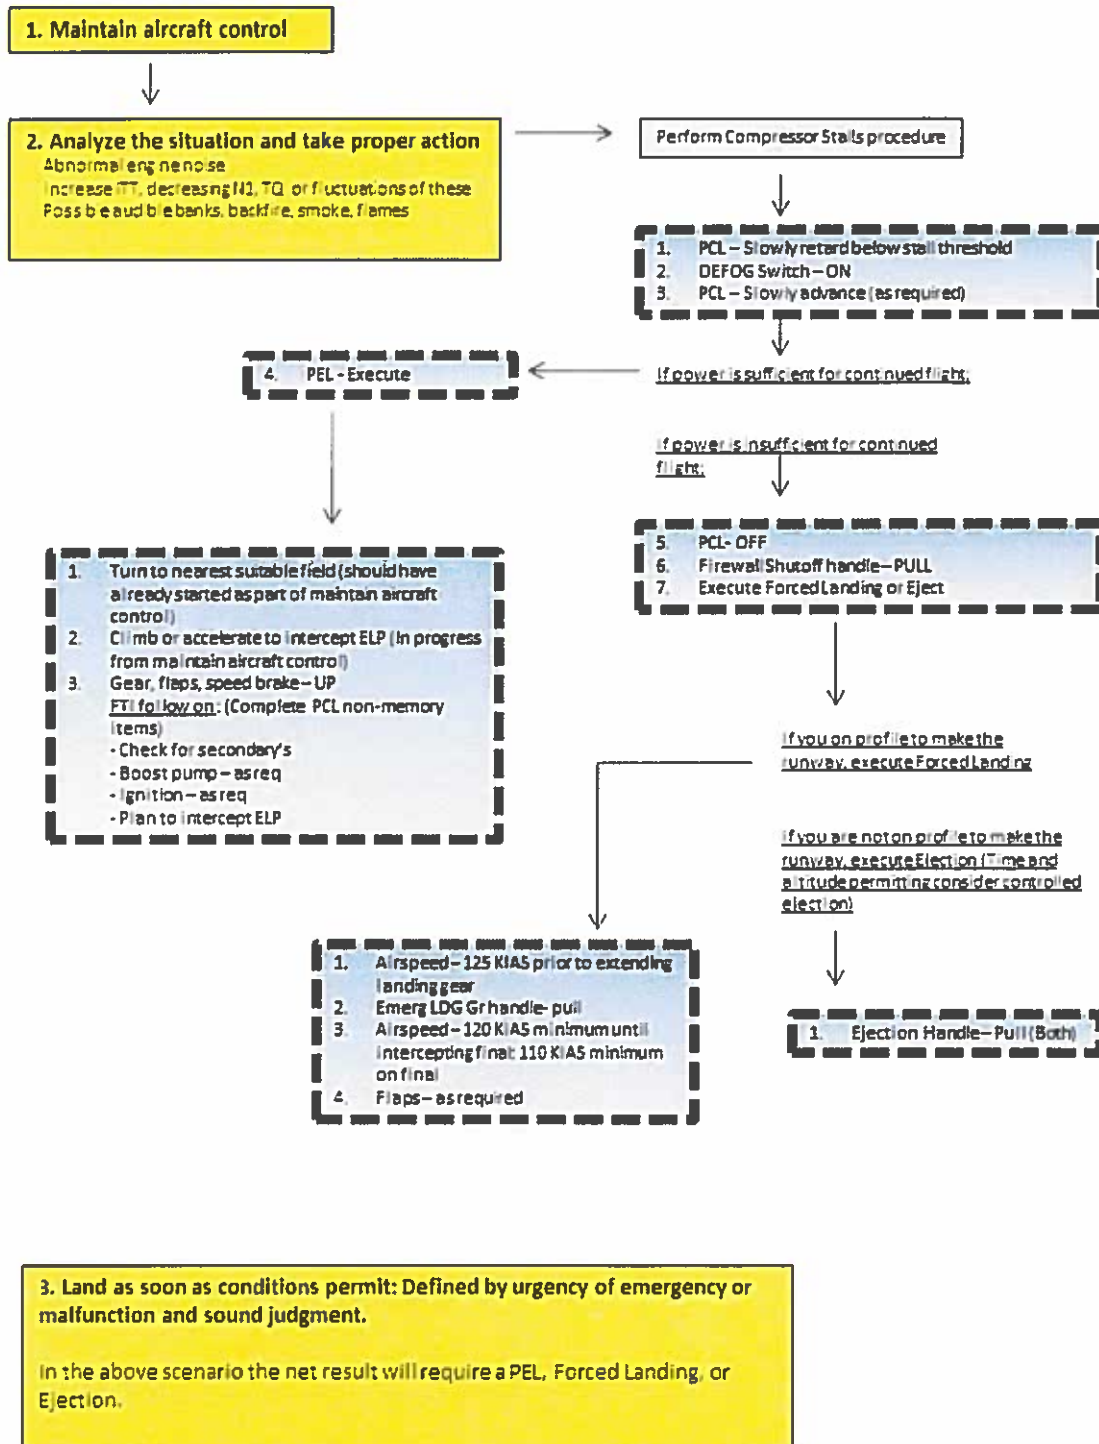 1. Maintain aircraft control
2. Analyze the situation and take proper action
Abnormal engine noise
Increase ITT, decreasing N1, TQ, or fluctuations of these
Possible audible banks, backfire, smoke, flames
Perform Compressor Stalls procedure
1. PCL – Slowly retard below stall threshold
2. DEFOG Switch – ON
3. PCL – Slowly advance (as required)
If power is sufficient for continued flight;
4. PEL - Execute
If power is insufficient for continued
flight;
5. PCL- OFF
6. Firewall Shutoff handle – PULL
7. Execute Forced Landing or Eject
1. Turn to nearest suitable field (should have
already started as part of maintain aircraft
control)
2. Climb or accelerate to intercept ELP (In progress
from maintain aircraft control)
3. Gear, flaps, speed brake – UP
FTI follow on: (Complete PCL non-memory
items)
- Check for secondary's
- Boost pump – as req
- Ignition – as req
- Plan to intercept ELP
If you on profile to make the
runway, execute Forced Landing
If you are not on profile to make the
runway, execute Ejection (Time and
altitude permitting consider controlled
ejection)
1. Airspeed – 125 KIAS prior to extending
landing gear
2. Emerg LDG Gr handle- pull
3. Airspeed – 120 KIAS minimum until
intercepting final; 110 KIAS minimum
on final
4. Flaps – as required
1. Ejection Handle – Pull (Both)
3. Land as soon as conditions permit: Defined by urgency of emergency or
malfunction and sound judgment.
In the above scenario the net result will require a PEL, Forced Landing, or
Ejection.